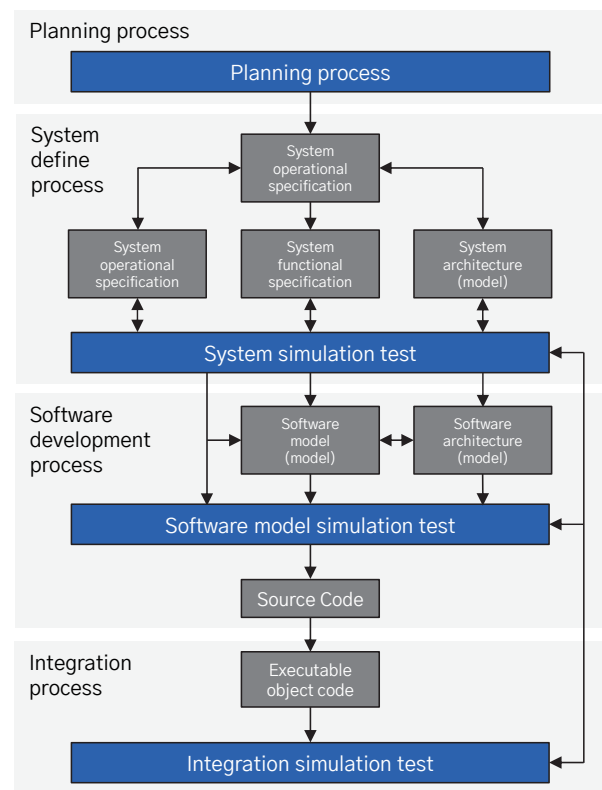 Planning process
Planning process
System
define
process
System
operational
specification
System
operational
specification
System
functional
specification
System
architecture
(model)
System simulation test
Software
development
process
Software
model
(model)
Software
architecture
(model)
Software model simulation test
Source Code
Integration
process
Executable
object code
Integration simulation test